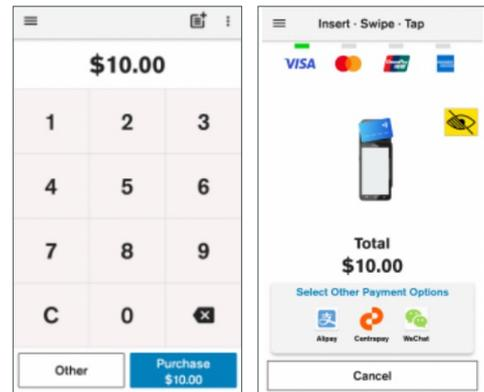 $10.00
1 2 3
4 5 6
7 8 9
C 0
Other
Purchase
$10.00
Insert · Swipe · Tap
VISA
Total
$10.00
Select Other Payment Options
Alipay Centrapay WeChat
Cancel